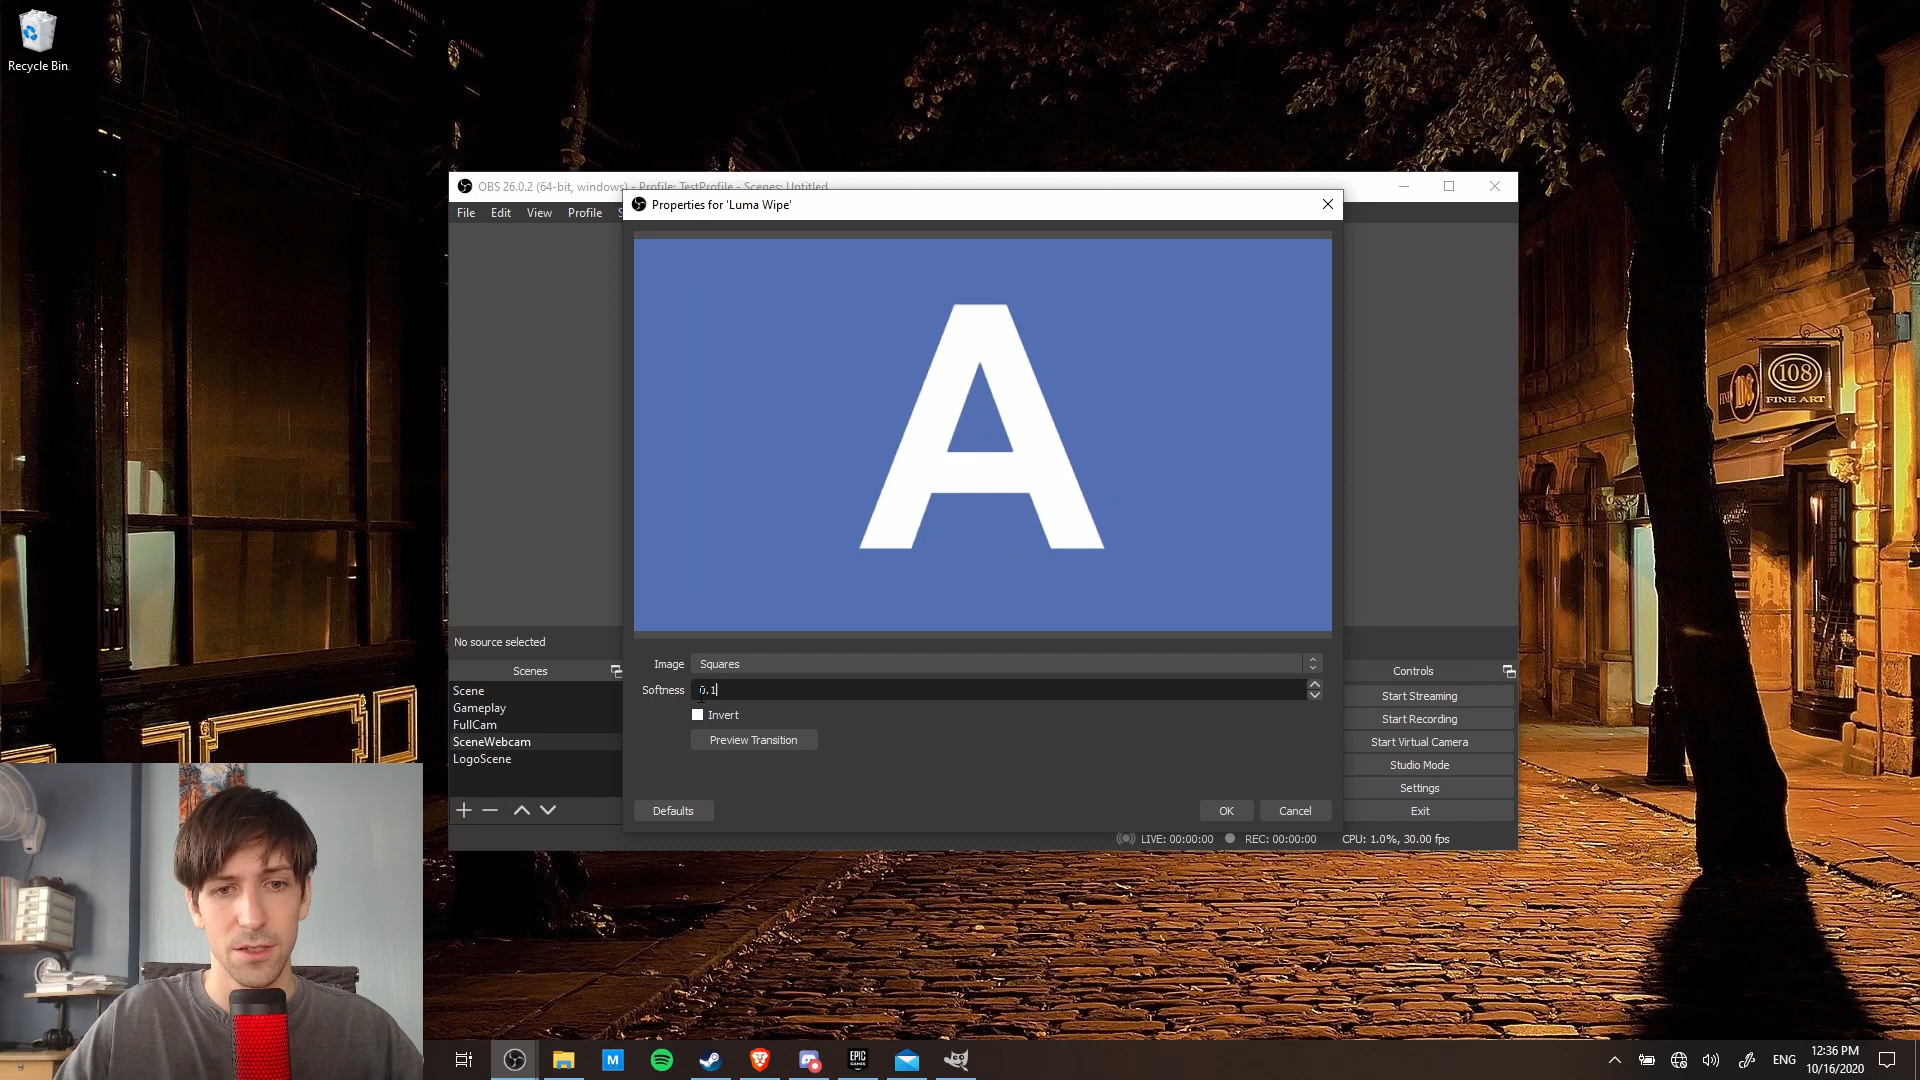 Recycle Bin
OBS 26.0.2 (64-bit, windows) - Profile: TestProfile - Scenes: Untitled
Properties for 'Luma Wipe'
File Edit View Profile S
A
108
FINE ART
No source selected
Image Squares
Scenes
Controls
Softness 0.1
Scene
Start Streaming
Gameplay
Invert
Start Recording
FullCam
Preview Transition
Start Virtual Camera
SceneWebcam
Studio Mode
LogoScene
Settings
Defaults
OK
Cancel
Exit
LIVE: 00:00:00
REC: 00:00:00
CPU: 1.0%, 30.00 fps
M
EPIC
GAMES
ENG
12:36 PM
10/16/2020